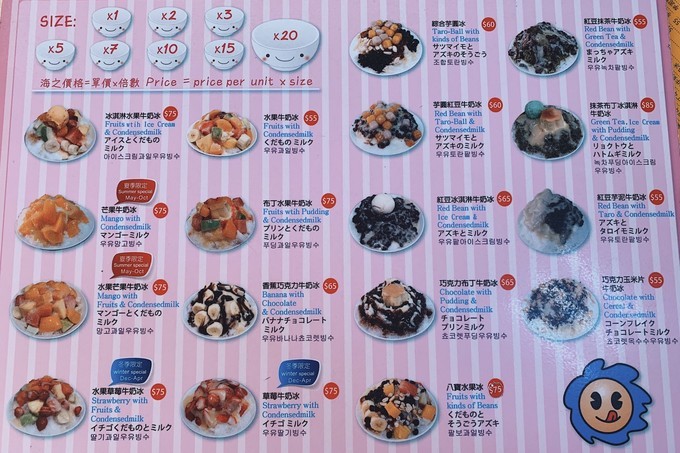 SIZE:
x1
x2
x3
x5
x7
x10
x15
x20
海之價格=單價x倍數 Price = price per unit x size
冰淇淋水果牛奶冰 $75
Fruits with Ice Cream
& Condensedmilk
アイスとくだもの
ミルク
아이스크림과일우유빙수
水果牛奶冰 $55
Fruits with
Condensedmilk
くだものミルク
우유과일빙수
綜合芋圓冰 $60
Taro-Ball with
kinds of Beans
サツマイモと
アズキのそうごう
조합토란빙수
紅豆抹茶牛奶冰 $55
Red Bean with
Green Tea &
Condensedmilk
まっちゃアズキ
ミルク
우유녹차팥빙수
芋圓紅豆牛奶冰 $60
Red Bean with
Taro-Ball &
Condensedmilk
サツマイモと
アズキのミルク
우유토란팥빙수
抹茶布丁冰淇淋牛奶冰 $85
Green Tea, Ice Cream
with Pudding
& Condensedmilk
リョクトウと
ハトムギミルク
녹차푸딩아이스크림
우유빙수
夏季限定
Summer special
May-Oct
芒果牛奶冰 $75
Mango with
Condensedmilk
マンゴーミルク
우유망고빙수
布丁水果牛奶冰 $75
Fruits with Pudding
& Condensedmilk
プリンとくだもの
ミルク
푸딩과일우유빙수
紅豆冰淇淋牛奶冰 $65
Red Bean with
Ice Cream &
Condensedmilk
アズキとミルク
우유팥아이스크림빙수
紅豆芋泥牛奶冰 $55
Red Bean with
Taro & Condensedmilk
アズキと
タロイモミルク
우유토란빙수
夏季限定
Summer special
May-Oct
水果芒果牛奶冰 $75
Mango with
Fruits & Condensedmilk
マンゴーとくだもの
ミルク
망고과일우유빙수
香蕉巧克力牛奶冰 $65
Banana with
Chocolate
& Condensedmilk
バナナチョコレート
ミルク
우유바나나쵸코렛빙수
巧克力布丁牛奶冰 $65
Chocolate with
Pudding &
Condensedmilk
チョコレート
プリンミルク
쵸코렛푸딩우유빙수
巧克力玉米片
牛奶冰 $55
Chocolate with
Cereal &
Condensedmilk
コーンフレイク
チョコレートミルク
쵸코렛옥수수우유빙수
冬季限定
winter special
Dec-Apr
水果草莓牛奶冰 $75
Strawberry with
Fruits &
Condensedmilk
イチゴくだものとミルク
딸기과일우유빙수
冬季限定
winter special
Dec-Apr
草莓牛奶冰 $75
Strawberry with
Condensedmilk
イチゴ ミルク
우유딸기빙수
八寶水果冰 $75
Fruits with
kinds of Beans
くだものと
そうごうアズキ
팔보과일빙수